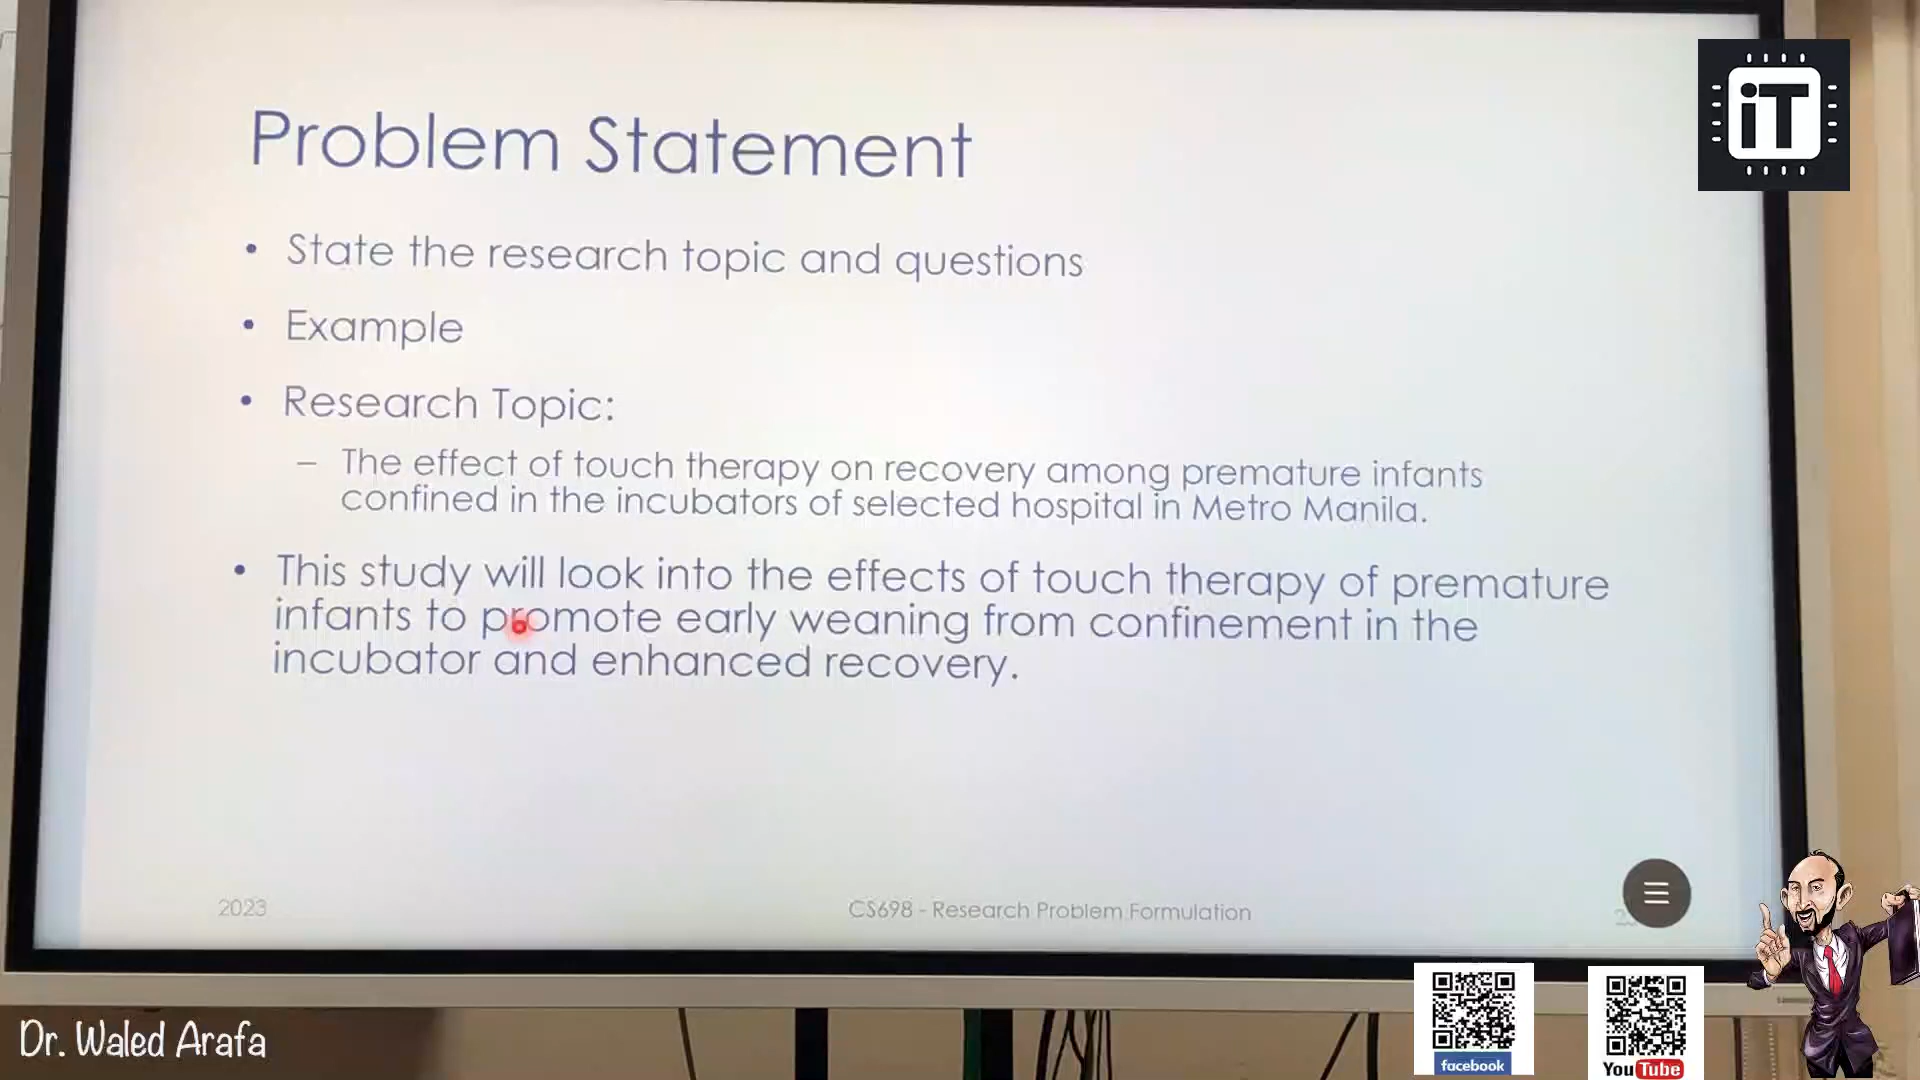 iT
Problem Statement
• State the research topic and questions
• Example
• Research Topic:
– The effect of touch therapy on recovery among premature infants
confined in the incubators of selected hospital in Metro Manila.
• This study will look into the effects of touch therapy of premature
infants to promote early weaning from confinement in the
incubator and enhanced recovery.
2023
CS698 - Research Problem Formulation
Dr. Waled Arafa
facebook
YouTube